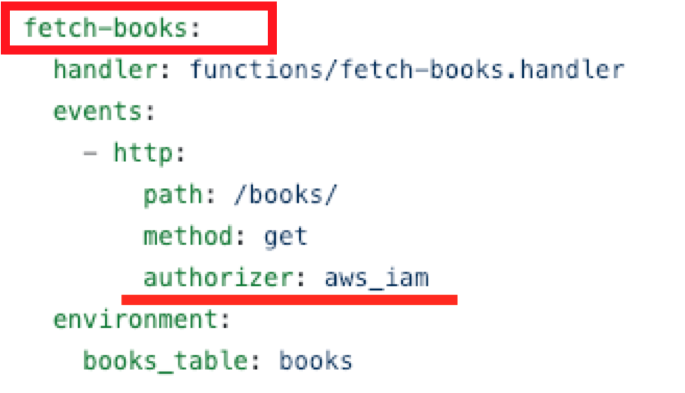 fetch-books:
handler: functions/fetch-books.handler
events:
- http:
path: /books/
method: get
authorizer: aws_iam
environment:
books_table: books